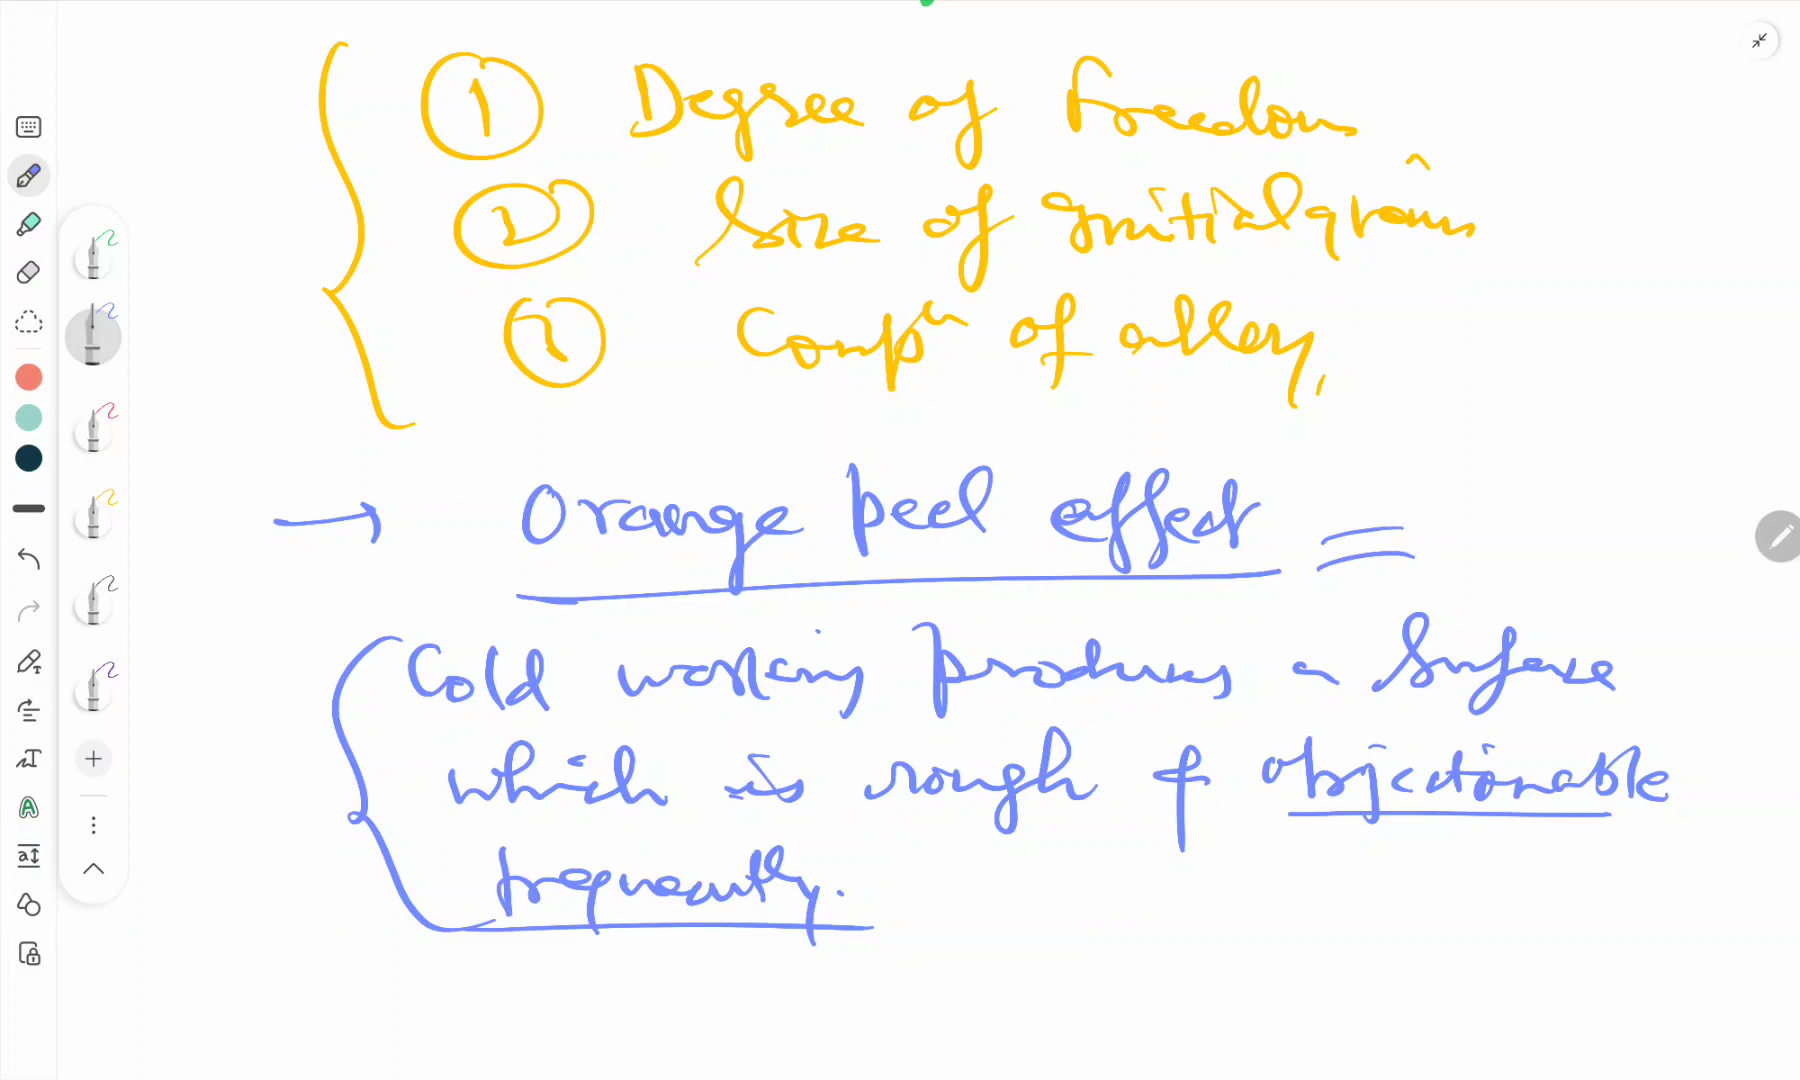 ① Degree of freedom
② Size of initial grains
② Compⁿ of alloy,
→ Orange peel effect =
Cold working produces a surface
which is rough & objectionable
frequently.